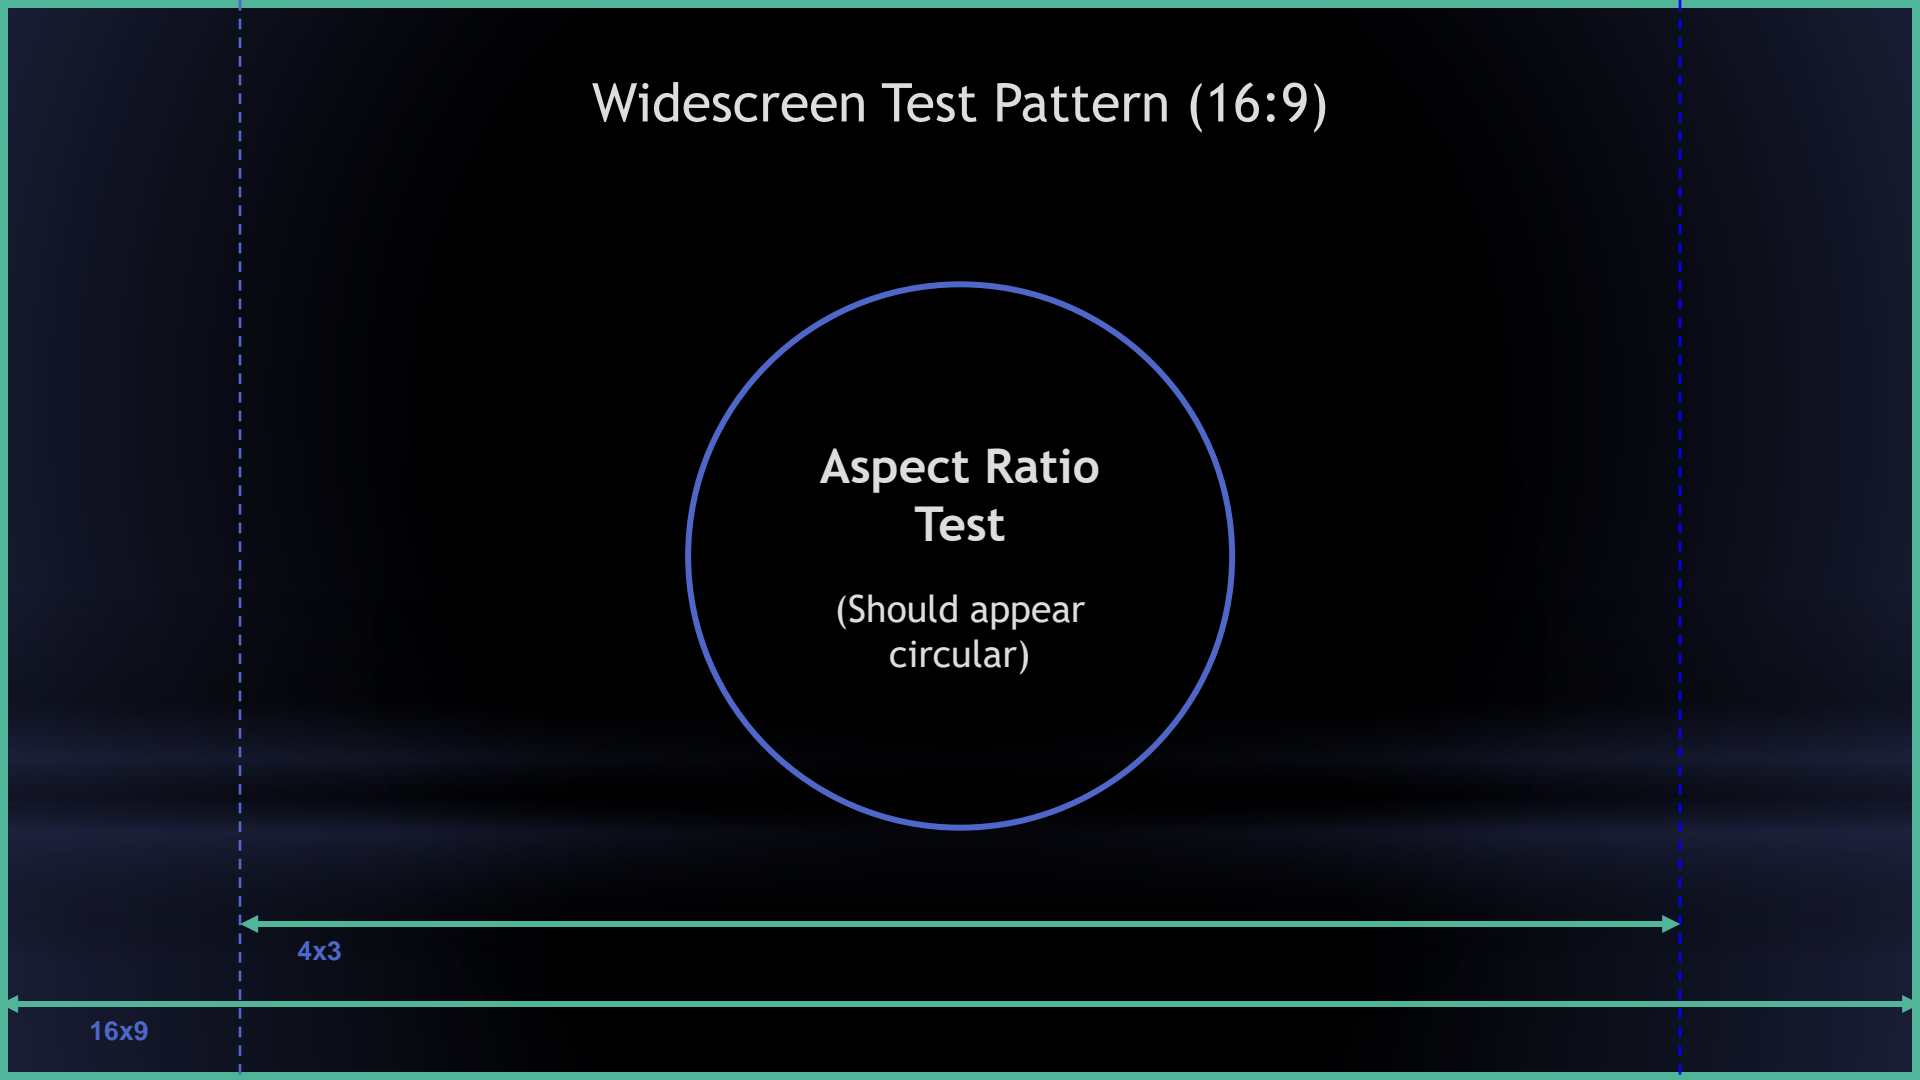 Widescreen Test Pattern (16:9)
Aspect Ratio
Test
(Should appear
circular)
4x3
16x9